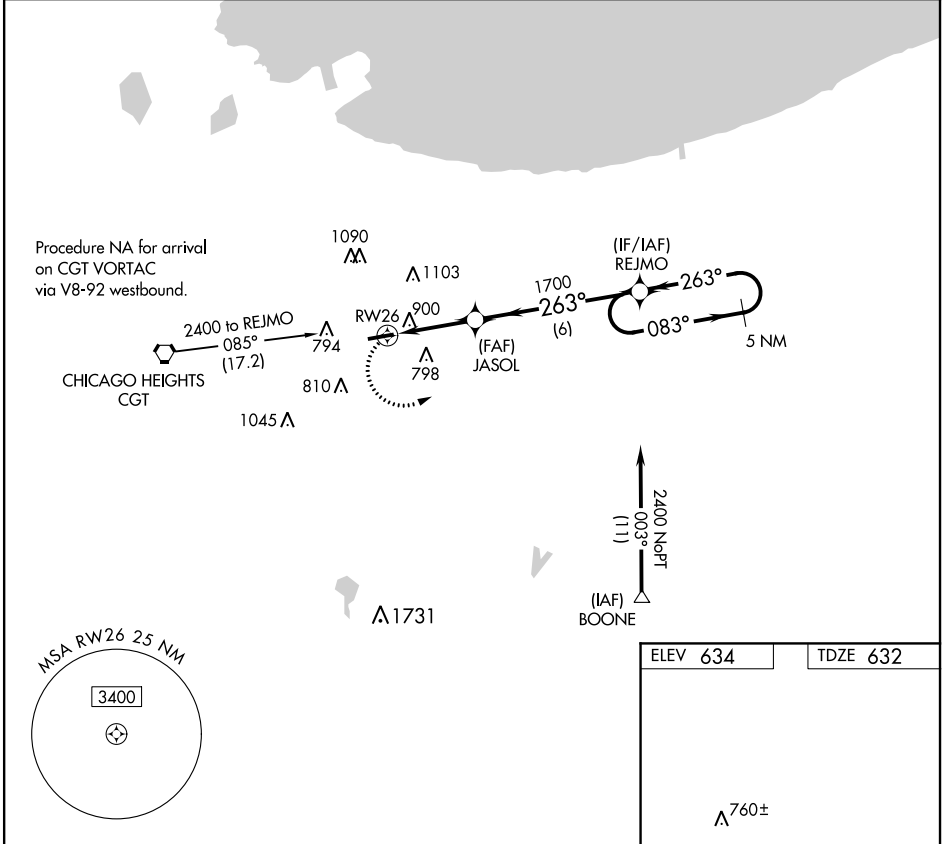 Procedure NA for arrival
on CGT VORTAC
via V8-92 westbound.
1090
1103
(IF/IAF)
REJMO
1700
263°
(6)
263°
083°
5 NM
RW26
900
(FAF)
JASOL
798
2400 to REJMO
085°
(17.2)
794
CHICAGO HEIGHTS
CGT
810
1045
2400 NoPT
003°
(11)
(IAF)
BOONE
1731
MSA RW26 25 NM
3400
ELEV 634
TDZE 632
760±